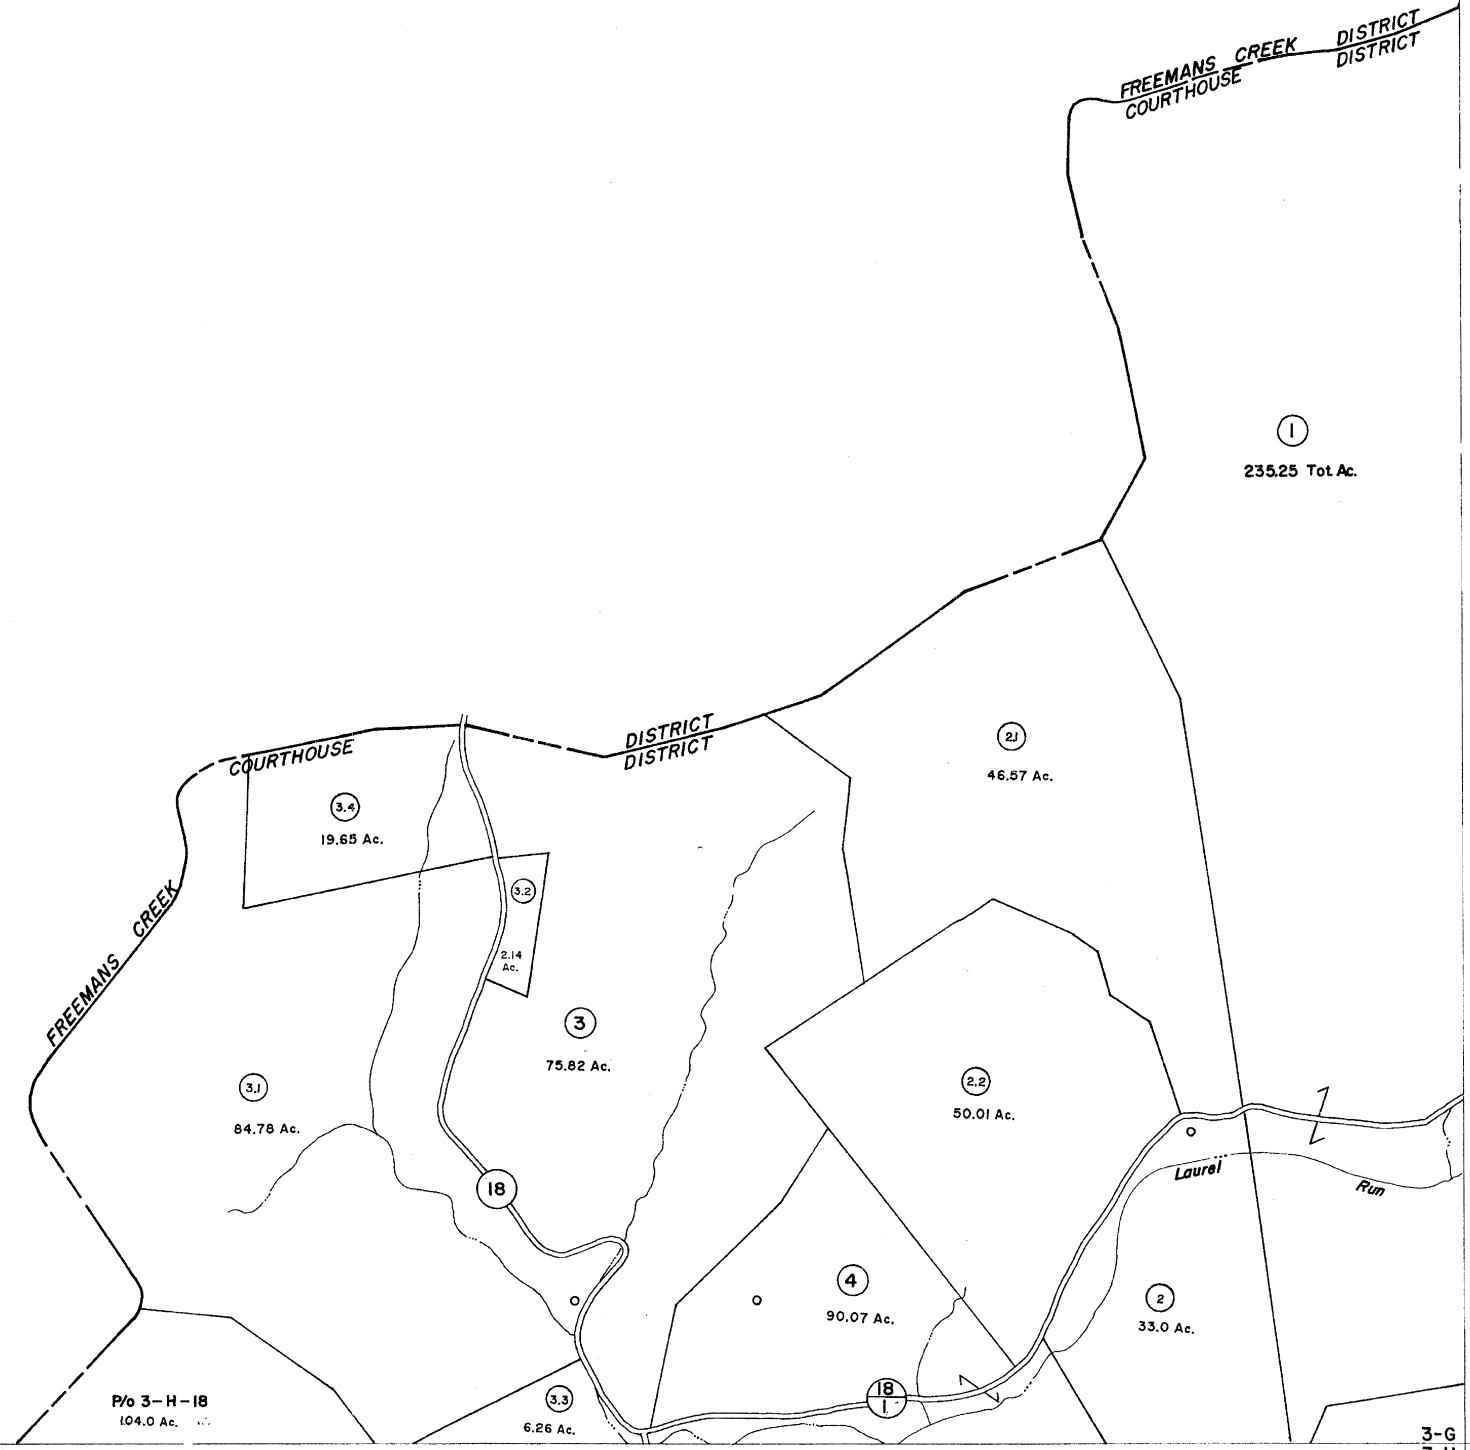 FREEMANS CREEK DISTRICT
COURTHOUSE DISTRICT
1
235.25 Tot. Ac.
2.1
46.57 Ac.
DISTRICT
DISTRICT
COURTHOUSE
FREEMANS CREEK
3.4
19.65 Ac.
3.2
2.14
Ac.
3
75.82 Ac.
3.1
84.78 Ac.
2.2
50.01 Ac.
Laurel Run
18
4
90.07 Ac.
2
33.0 Ac.
18
1
3.3
6.26 Ac.
P/o 3-H-18
104.0 Ac.
3-G